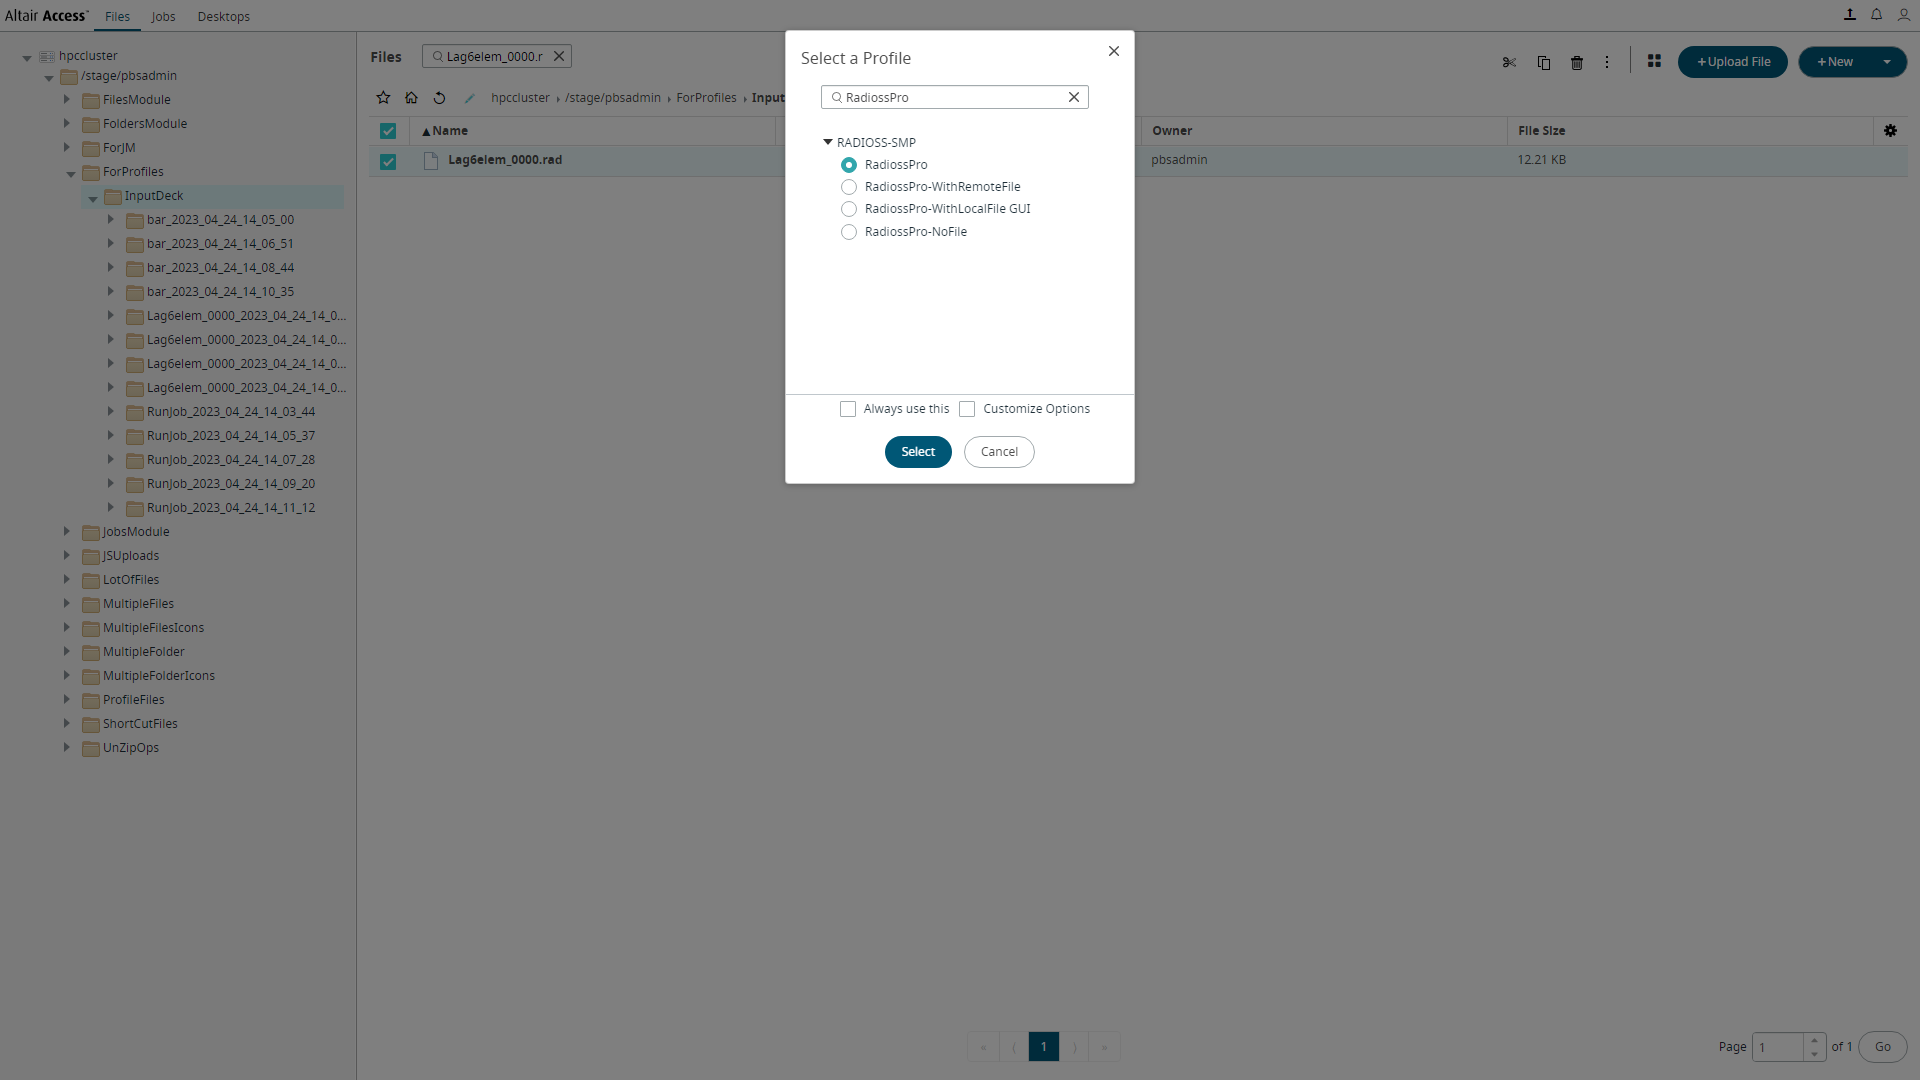 Altair Access™ Files Jobs Desktops
hpccluster
/stage/pbsadmin
FilesModule
FoldersModule
ForJM
ForProfiles
InputDeck
bar_2023_04_24_14_05_00
bar_2023_04_24_14_06_51
bar_2023_04_24_14_08_44
bar_2023_04_24_14_10_35
Lag6elem_0000_2023_04_24_14_0...
Lag6elem_0000_2023_04_24_14_0...
Lag6elem_0000_2023_04_24_14_0...
Lag6elem_0000_2023_04_24_14_0...
RunJob_2023_04_24_14_03_44
RunJob_2023_04_24_14_05_37
RunJob_2023_04_24_14_07_28
RunJob_2023_04_24_14_09_20
RunJob_2023_04_24_14_11_12
JobsModule
JSUploads
LotOfFiles
MultipleFiles
MultipleFilesIcons
MultipleFolder
MultipleFolderIcons
ProfileFiles
ShortCutFiles
UnZipOps
Files Lag6elem_0000.r
+Upload File +New
hpccluster › /stage/pbsadmin › ForProfiles › Input
Name Owner File Size
Lag6elem_0000.rad pbsadmin 12.21 KB
Select a Profile
RadiossPro
RADIOSS-SMP
RadiossPro
RadiossPro-WithRemoteFile
RadiossPro-WithLocalFile GUI
RadiossPro-NoFile
Always use this Customize Options
Select Cancel
« ⟨ 1 ⟩ »
Page 1 of 1 Go